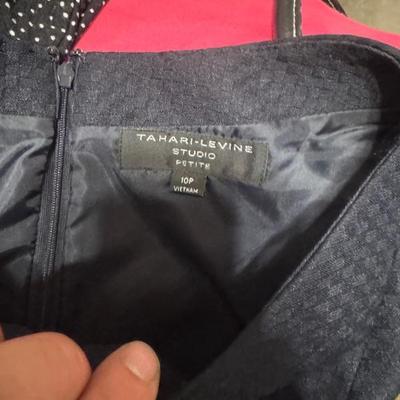 TAHARI-LEVINE
STUDIO
PETITE
10P
VIETNAM